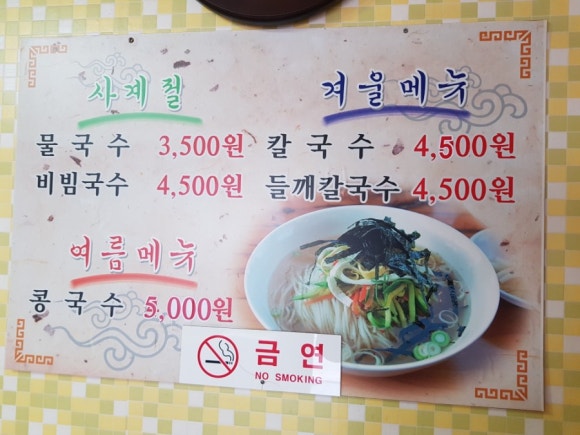 사계절
물국수 3,500원
비빔국수 4,500원
겨울메뉴
칼국수 4,500원
들깨칼국수 4,500원
여름메뉴
콩국수 5,000원
금연
NO SMOKING